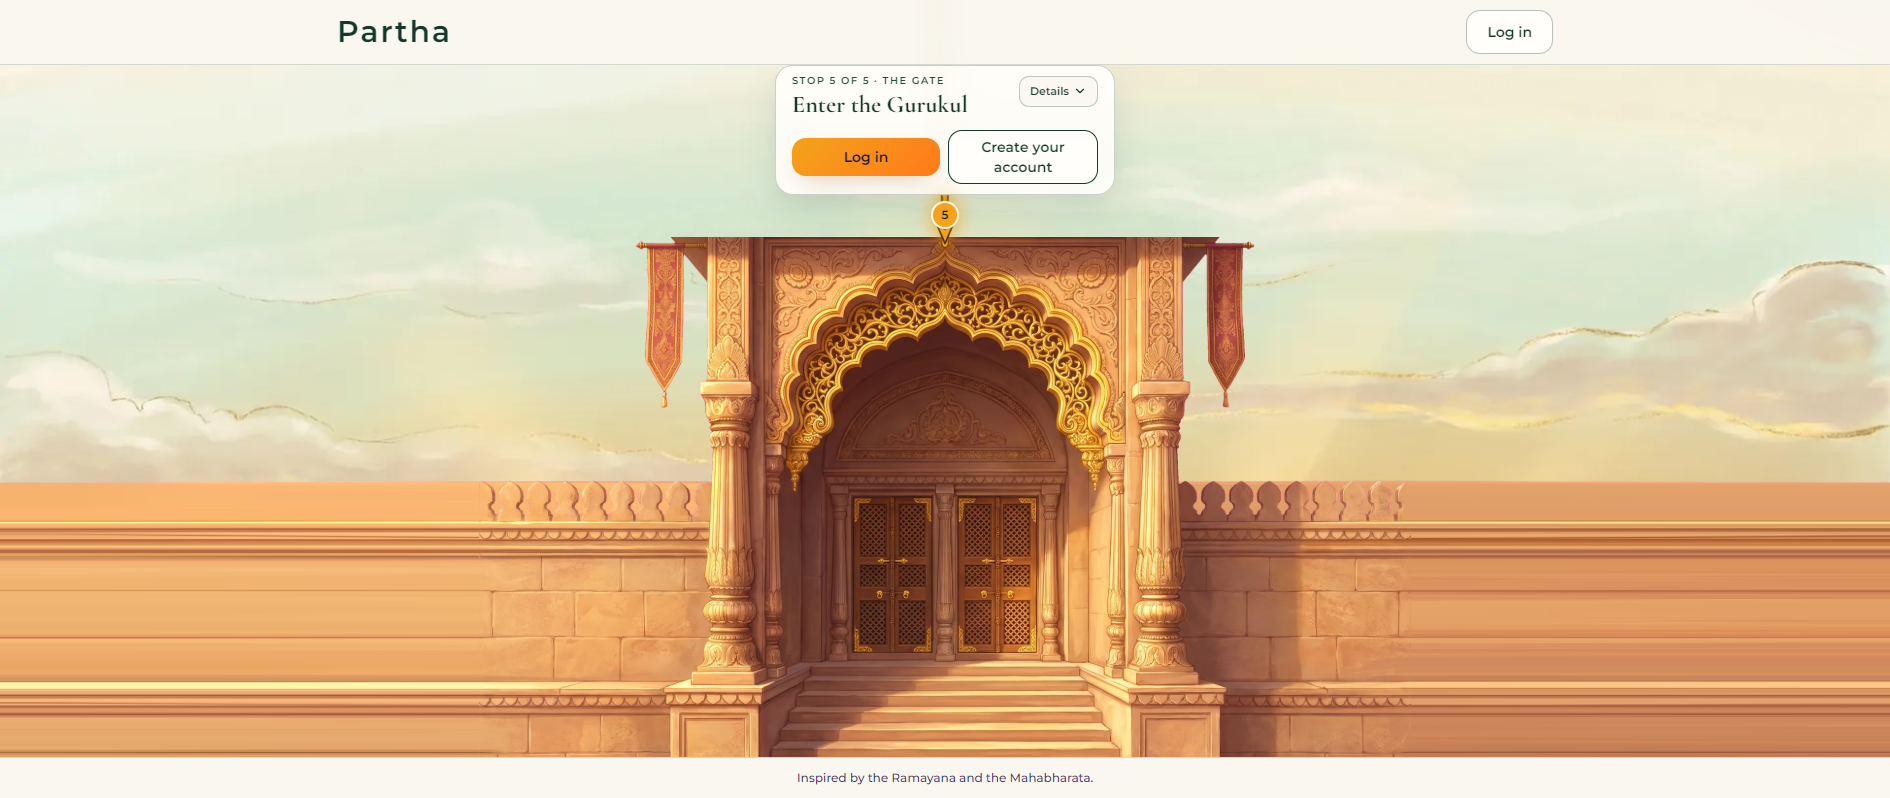 Partha
Log in
STOP 5 OF 5 · THE GATE
Enter the Gurukul
Details
Log in
Create your
account
5
Inspired by the Ramayana and the Mahabharata.